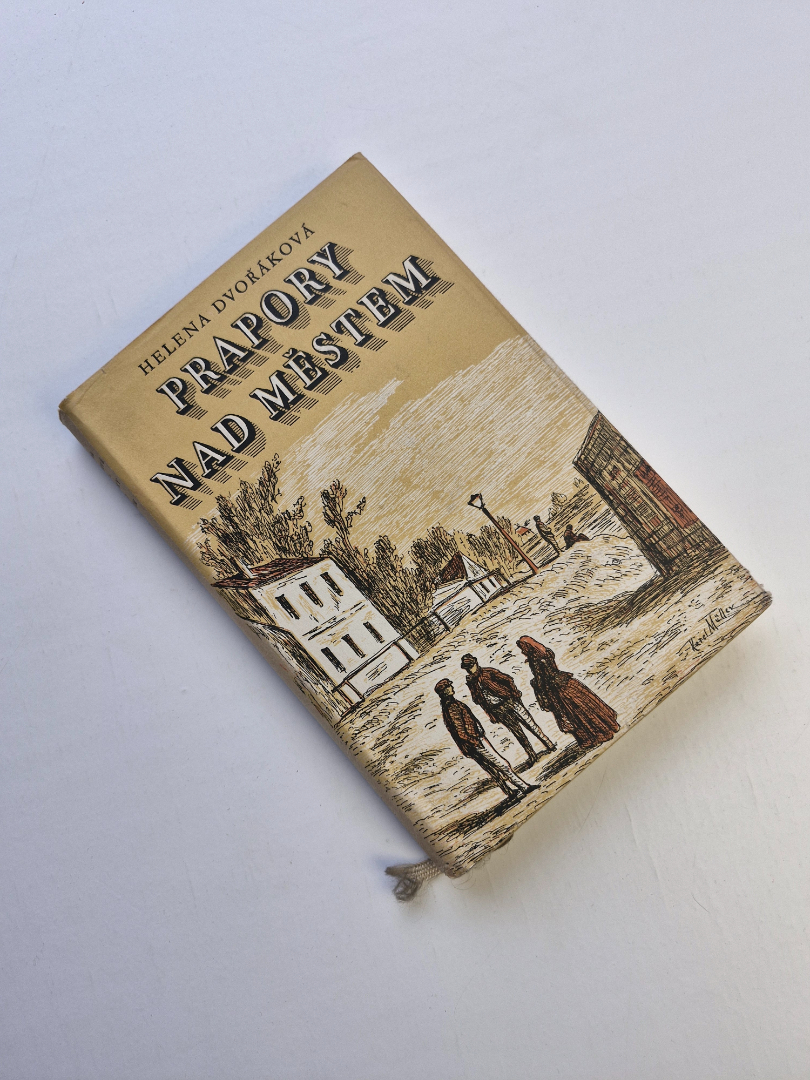 HELENA DVOŘÁKOVÁ
PRAPORY
NAD MĚSTEM
Karel Müller